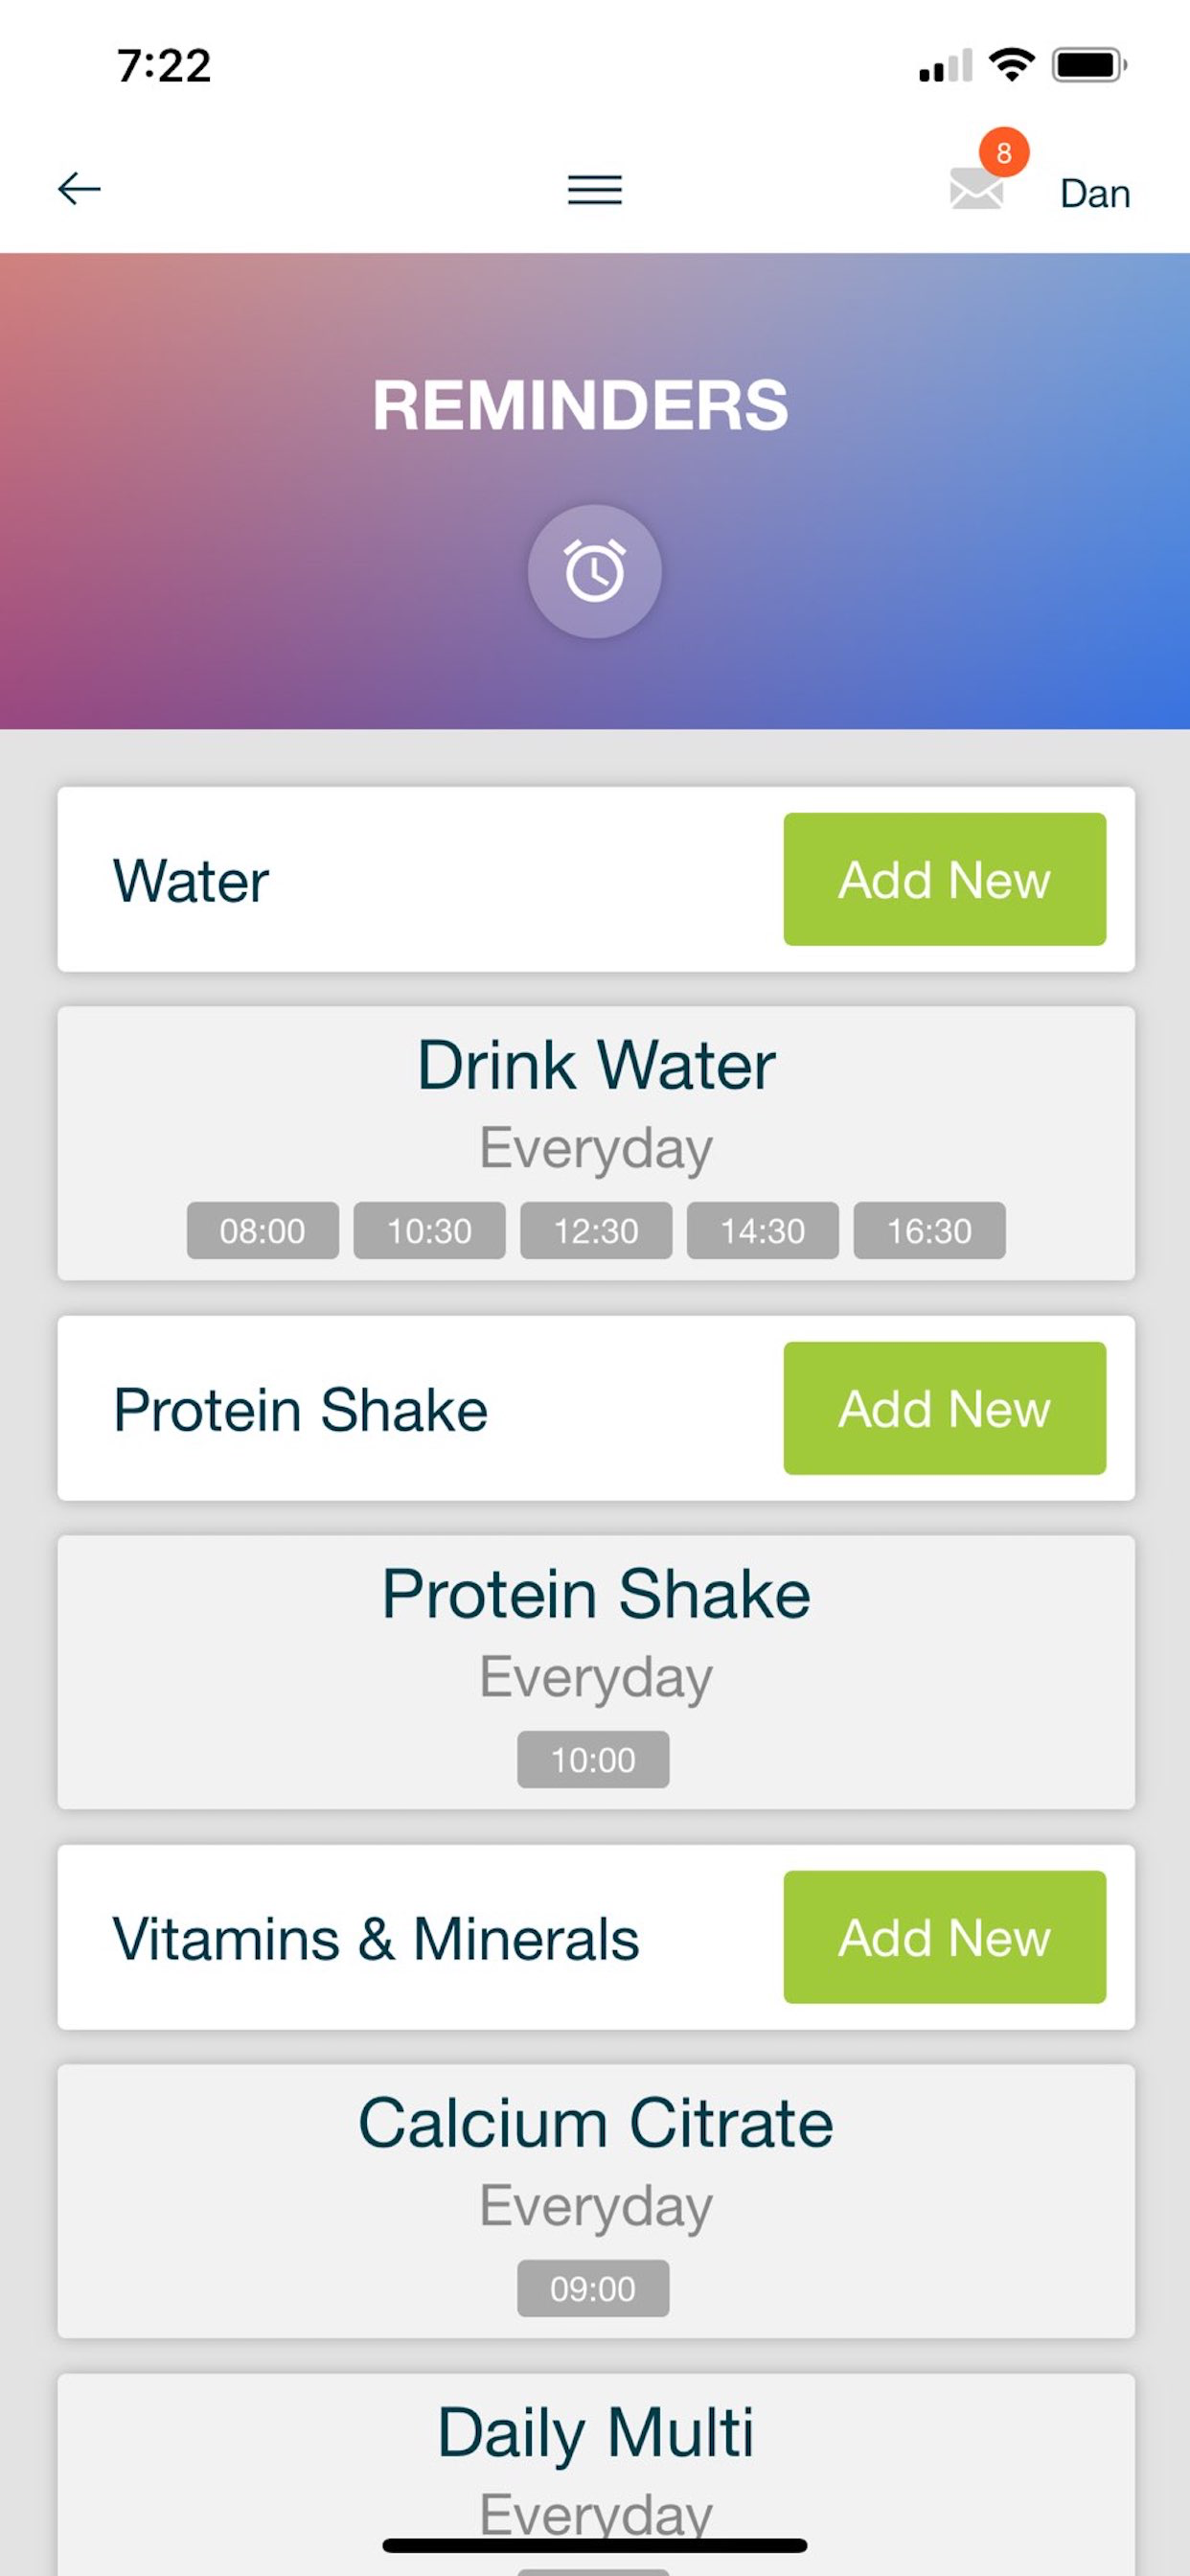 7:22
8
Dan
REMINDERS
Water
Add New
Drink Water
Everyday
08:00 10:30 12:30 14:30 16:30
Protein Shake
Add New
Protein Shake
Everyday
10:00
Vitamins & Minerals
Add New
Calcium Citrate
Everyday
09:00
Daily Multi
Everyday